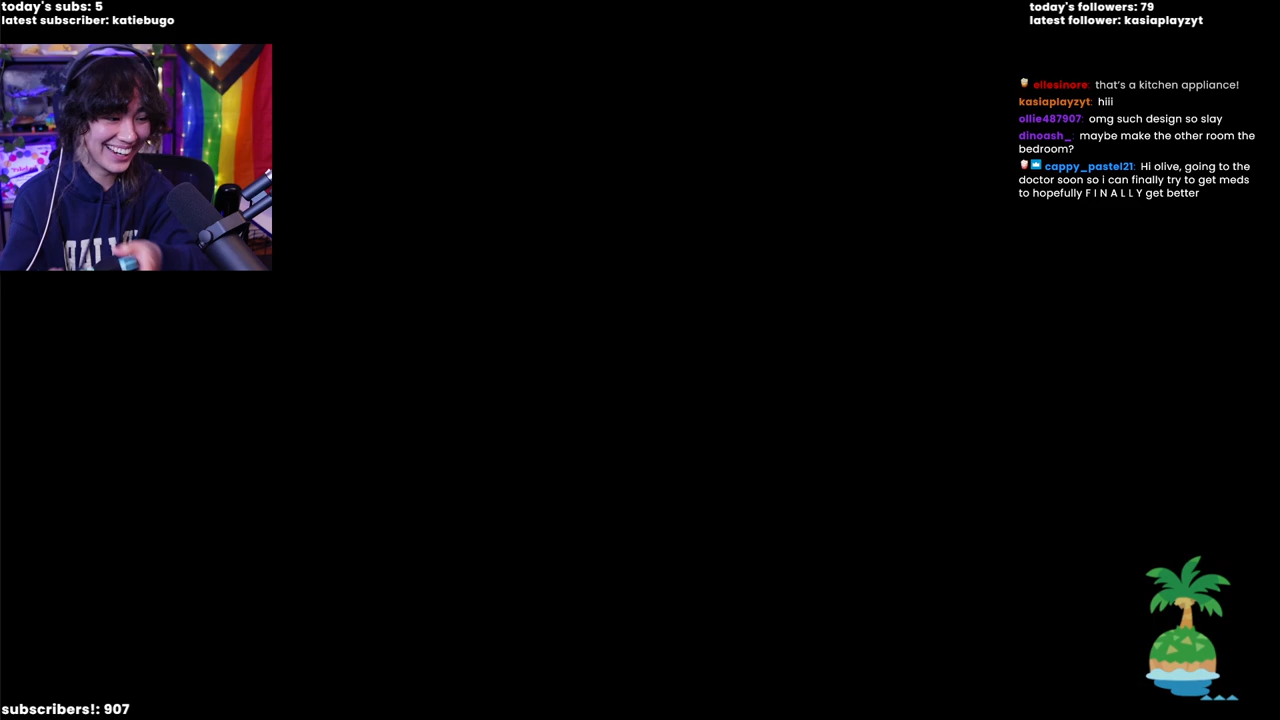 today's subs: 5
latest subscriber: katiebugo
today's followers: 79
latest follower: kasiaplayzyt
ellesinore: that's a kitchen appliance!
kasiaplayzyt: hiii
ollie487907: omg such design so slay
dinoash_: maybe make the other room the
bedroom?
cappy_pastel21: Hi olive, going to the
doctor soon so i can finally try to get meds
to hopefully F I N A L L Y get better
subscribers!: 907